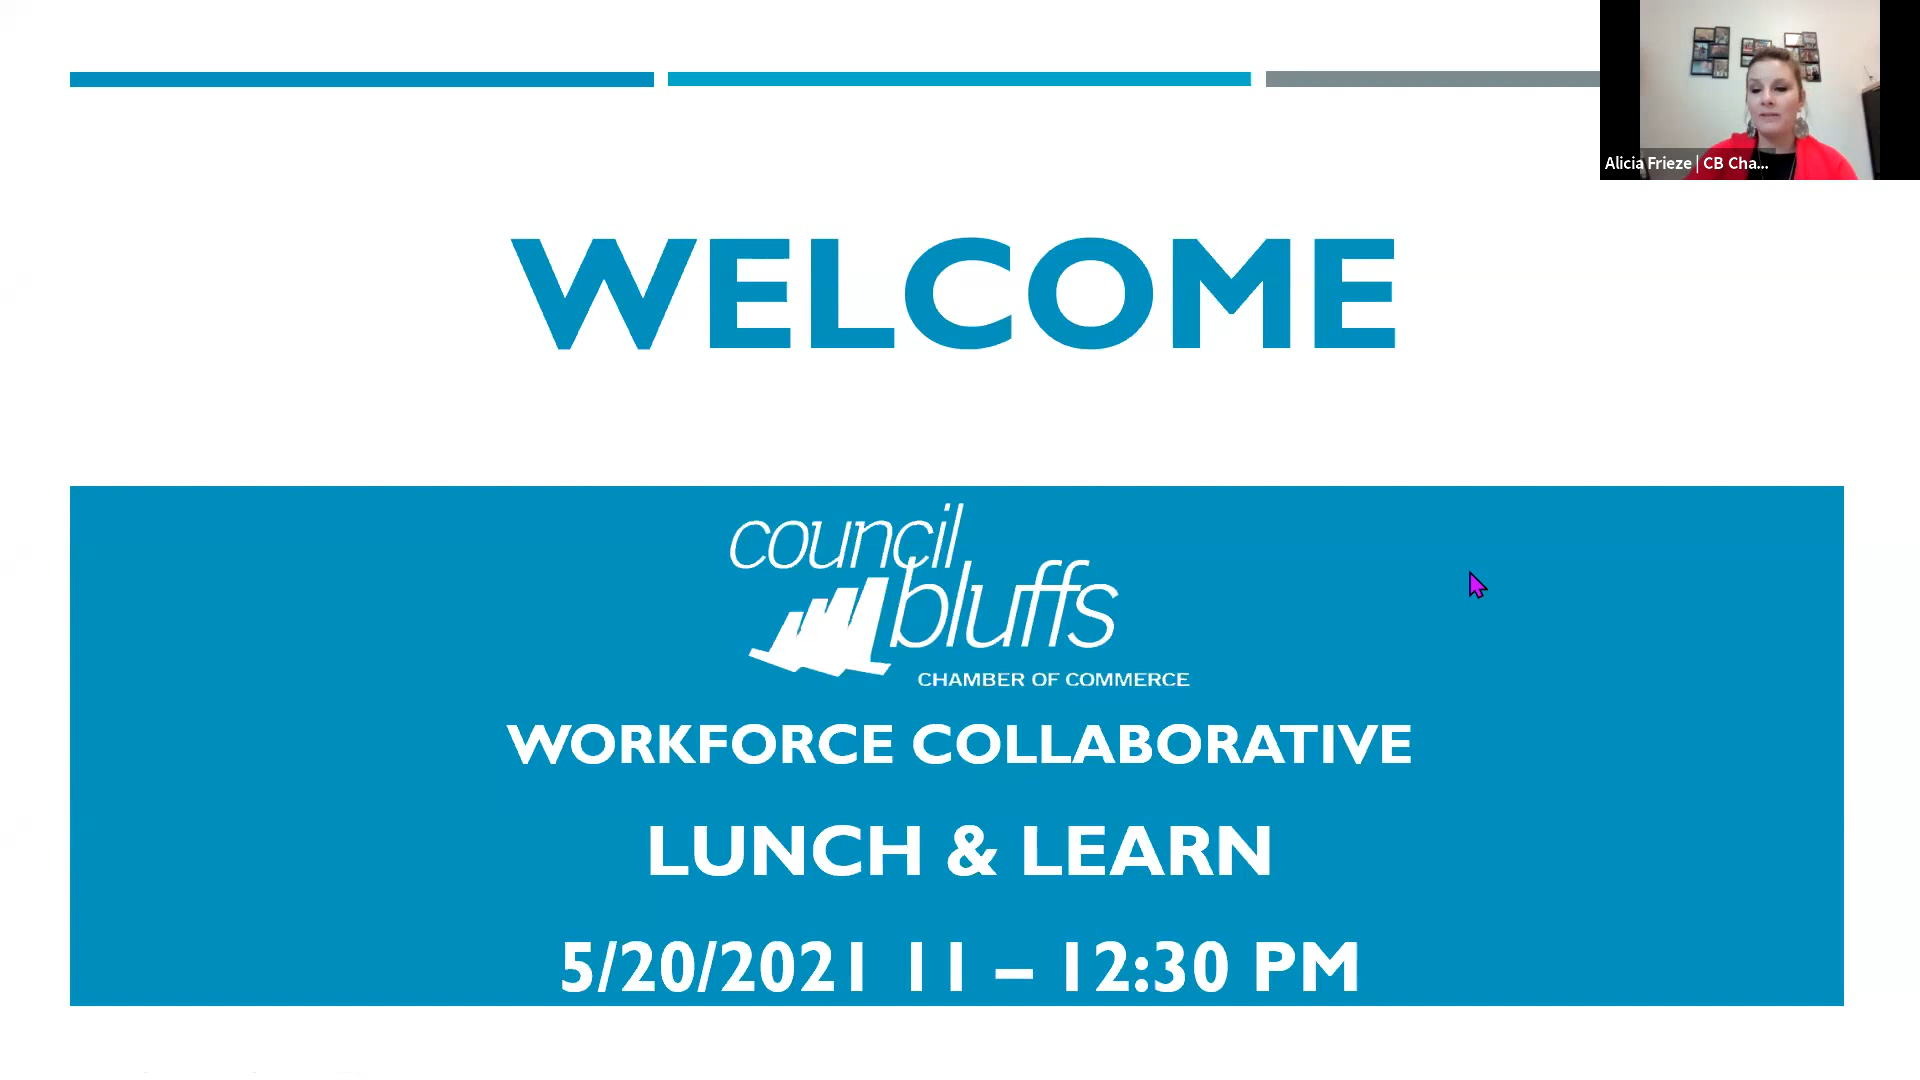 Alicia Frieze | CB Cha...
WELCOME
council
bluffs
CHAMBER OF COMMERCE
WORKFORCE COLLABORATIVE
LUNCH & LEARN
5/20/2021 11 – 12:30 PM